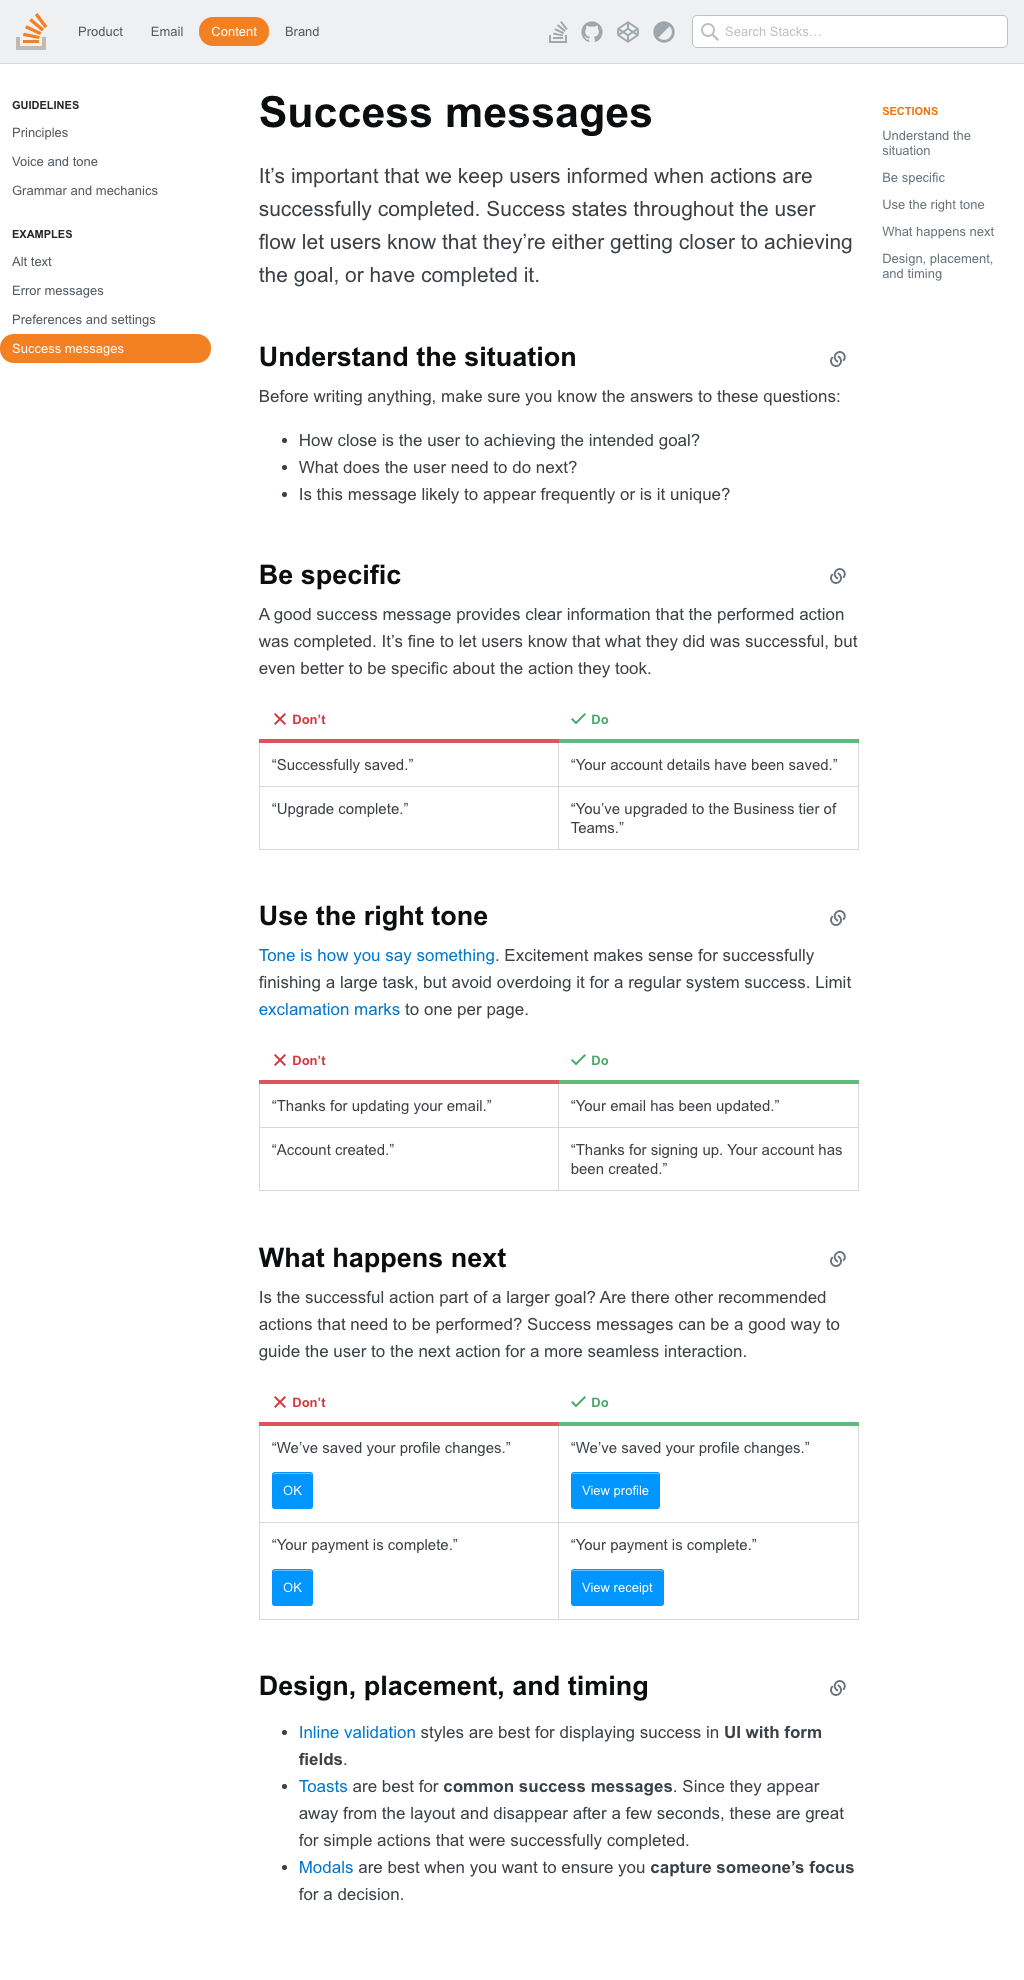 Product Email Content Brand Search Stacks...
GUIDELINES
Principles
Voice and tone
Grammar and mechanics
EXAMPLES
Alt text
Error messages
Preferences and settings
Success messages
Success messages
It’s important that we keep users informed when actions are
successfully completed. Success states throughout the user
flow let users know that they’re either getting closer to achieving
the goal, or have completed it.
Understand the situation
Before writing anything, make sure you know the answers to these questions:
• How close is the user to achieving the intended goal?
• What does the user need to do next?
• Is this message likely to appear frequently or is it unique?
Be specific
A good success message provides clear information that the performed action
was completed. It’s fine to let users know that what they did was successful, but
even better to be specific about the action they took.
Don’t Do
“Successfully saved.” “Your account details have been saved.”
“Upgrade complete.” “You’ve upgraded to the Business tier of
Teams.”
Use the right tone
Tone is how you say something. Excitement makes sense for successfully
finishing a large task, but avoid overdoing it for a regular system success. Limit
exclamation marks to one per page.
Don’t Do
“Thanks for updating your email.” “Your email has been updated.”
“Account created.” “Thanks for signing up. Your account has
been created.”
What happens next
Is the successful action part of a larger goal? Are there other recommended
actions that need to be performed? Success messages can be a good way to
guide the user to the next action for a more seamless interaction.
Don’t Do
“We’ve saved your profile changes.” “We’ve saved your profile changes.”
OK View profile
“Your payment is complete.” “Your payment is complete.”
OK View receipt
Design, placement, and timing
• Inline validation styles are best for displaying success in UI with form
fields.
• Toasts are best for common success messages. Since they appear
away from the layout and disappear after a few seconds, these are great
for simple actions that were successfully completed.
• Modals are best when you want to ensure you capture someone’s focus
for a decision.
SECTIONS
Understand the
situation
Be specific
Use the right tone
What happens next
Design, placement,
and timing